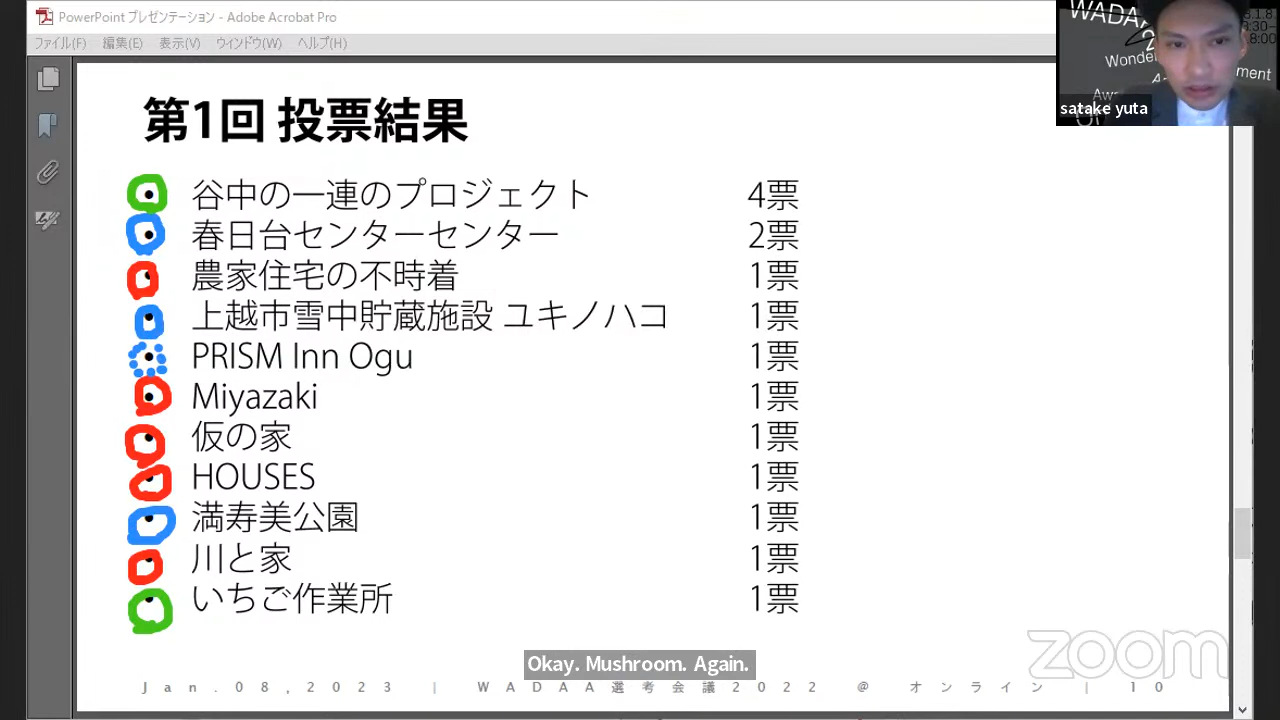 PowerPoint プレゼンテーション - Adobe Acrobat Pro
ファイル(F) 編集(E) 表示(V) ウィンドウ(W) ヘルプ(H)
WADAA
Wonde
ment
Aw
8:00
satake yuta
第1回 投票結果
谷中の一連のプロジェクト 4票
春日台センターセンター 2票
農家住宅の不時着 1票
上越市雪中貯蔵施設 ユキノハコ 1票
PRISM Inn Ogu 1票
Miyazaki 1票
仮の家 1票
HOUSES 1票
満寿美公園 1票
川と家 1票
いちご作業所 1票
Okay. Mushroom. Again.
zoom
Jan.08,2023 | WADAA選考会議2022 @ オンライン | 10